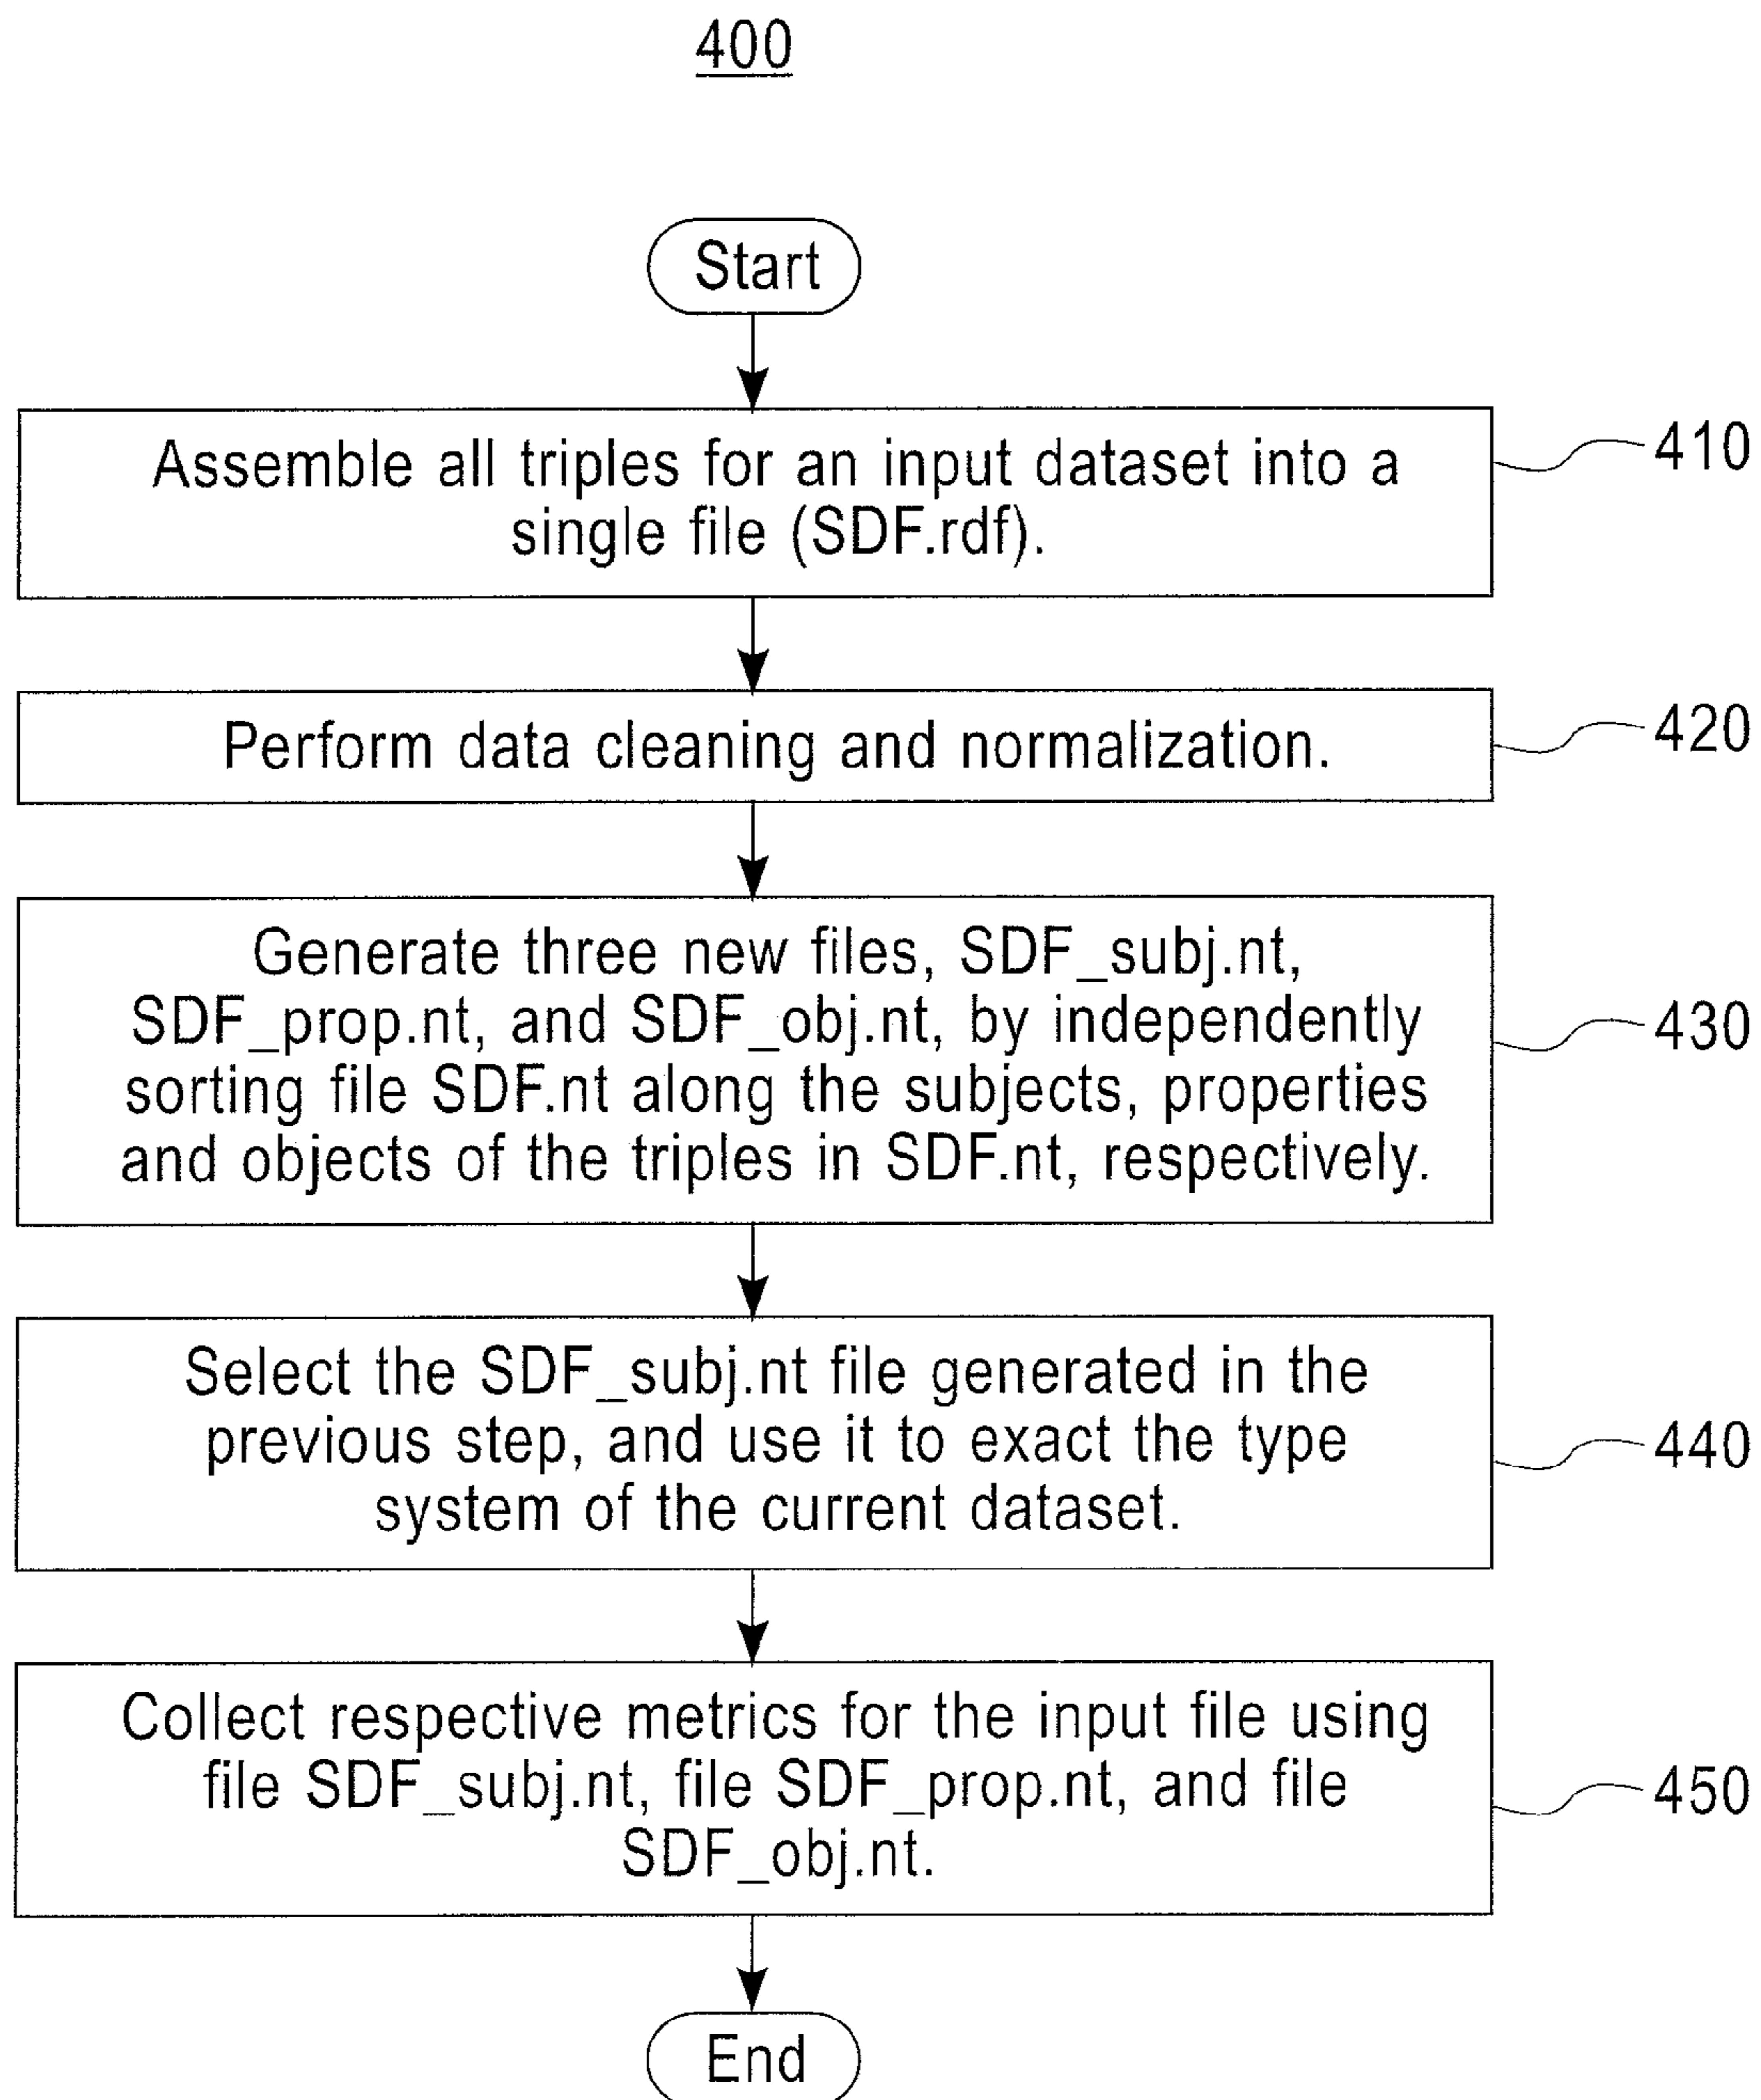 400
Start
Assemble all triples for an input dataset into a
single file (SDF.rdf).
410
Perform data cleaning and normalization.
420
Generate three new files, SDF_subj.nt,
SDF_prop.nt, and SDF_obj.nt, by independently
sorting file SDF.nt along the subjects, properties
and objects of the triples in SDF.nt, respectively.
430
Select the SDF_subj.nt file generated in the
previous step, and use it to exact the type
system of the current dataset.
440
Collect respective metrics for the input file using
file SDF_subj.nt, file SDF_prop.nt, and file
SDF_obj.nt.
450
End